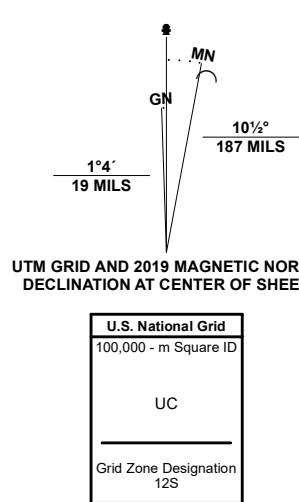 MN
GN
10½°
187 MILS
1°4´
19 MILS
UTM GRID AND 2019 MAGNETIC NOR
DECLINATION AT CENTER OF SHEE
U.S. National Grid
100,000 - m Square ID
UC
Grid Zone Designation
12S